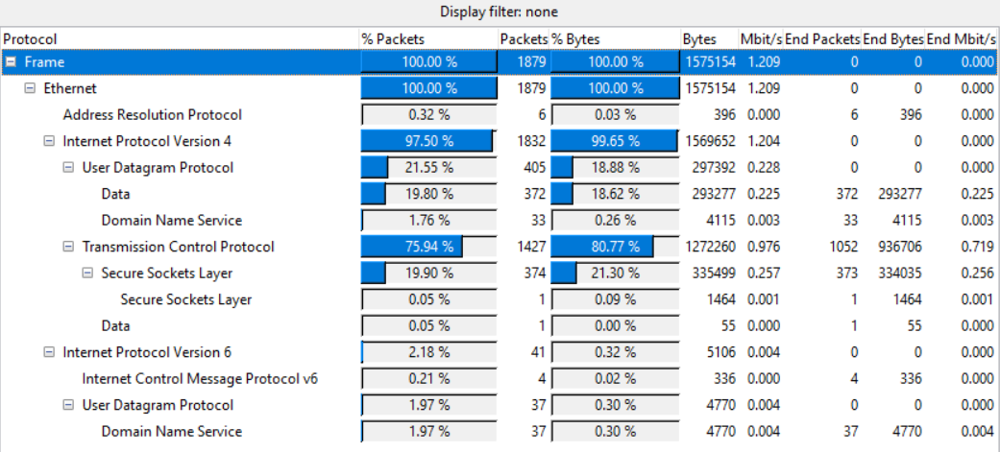 Display filter: none
Protocol % Packets Packets % Bytes Bytes Mbit/s End Packets End Bytes End Mbit/s
Frame 100.00 % 1879 100.00 % 1575154 1.209 0 0 0.000
Ethernet 100.00 % 1879 100.00 % 1575154 1.209 0 0 0.000
Address Resolution Protocol 0.32 % 6 0.03 % 396 0.000 6 396 0.000
Internet Protocol Version 4 97.50 % 1832 99.65 % 1569652 1.204 0 0 0.000
User Datagram Protocol 21.55 % 405 18.88 % 297392 0.228 0 0 0.000
Data 19.80 % 372 18.62 % 293277 0.225 372 293277 0.225
Domain Name Service 1.76 % 33 0.26 % 4115 0.003 33 4115 0.003
Transmission Control Protocol 75.94 % 1427 80.77 % 1272260 0.976 1052 936706 0.719
Secure Sockets Layer 19.90 % 374 21.30 % 335499 0.257 373 334035 0.256
Secure Sockets Layer 0.05 % 1 0.09 % 1464 0.001 1 1464 0.001
Data 0.05 % 1 0.00 % 55 0.000 1 55 0.000
Internet Protocol Version 6 2.18 % 41 0.32 % 5106 0.004 0 0 0.000
Internet Control Message Protocol v6 0.21 % 4 0.02 % 336 0.000 4 336 0.000
User Datagram Protocol 1.97 % 37 0.30 % 4770 0.004 0 0 0.000
Domain Name Service 1.97 % 37 0.30 % 4770 0.004 37 4770 0.004